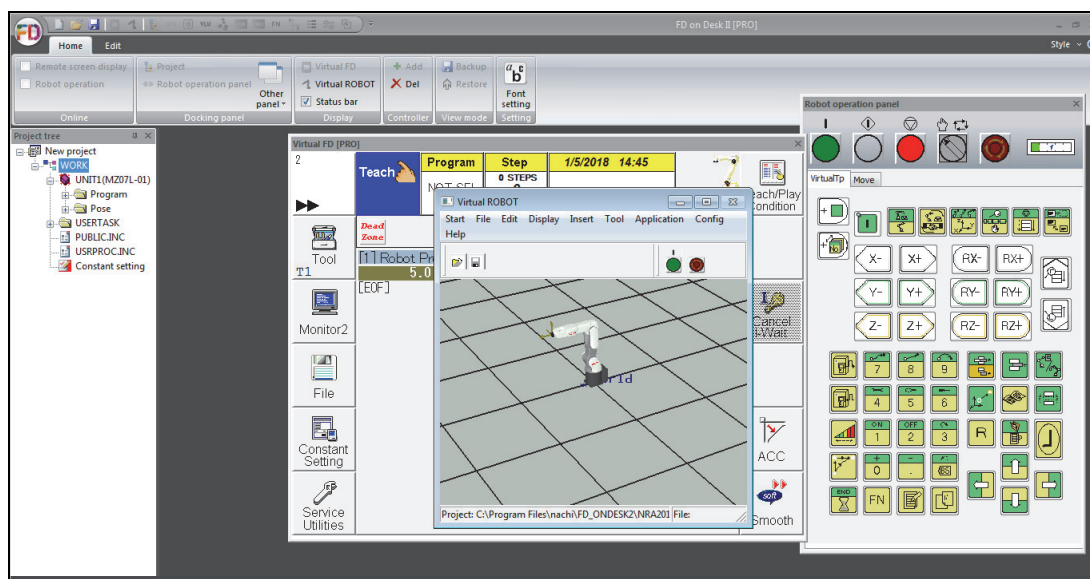 FD
FD on Desk II [PRO]
Home Edit
Style
Remote screen display
Robot operation
Online
Project
Robot operation panel
Other
panel
Docking panel
Virtual FD
Virtual ROBOT
Status bar
Display
Add
Del
Controller
Backup
Restore
View mode
Font
setting
Setting
Project tree
New project
WORK
UNIT1(MZ07L-01)
Program
Pose
USERTASK
PUBLIC.INC
USRPROC.INC
Constant setting
Virtual FD [PRO]
2
Teach
Program
Step
0 STEPS
1/5/2018 14:45
each/Play
ondition
Dead
Zone
Tool
T1
[1] Robot Pr
5.0
[EOF]
Monitor2
File
Constant
Setting
Service
Utilities
Cancel
I-Wait
ACC
soft
Smooth
Virtual ROBOT
Start File Edit Display Insert Tool Application Config
Help
I
rld
Project: C:\Program Files\nachi\FD_ONDESK2\NRA201 File:
Robot operation panel
VirtualTp Move
X- X+ RX- RX+
Y- Y+ RY- RY+
Z- Z+ RZ- RZ+
7 8 9
4 5 6
ON OFF
1 2 3 R
+ -
0 .
END
FN